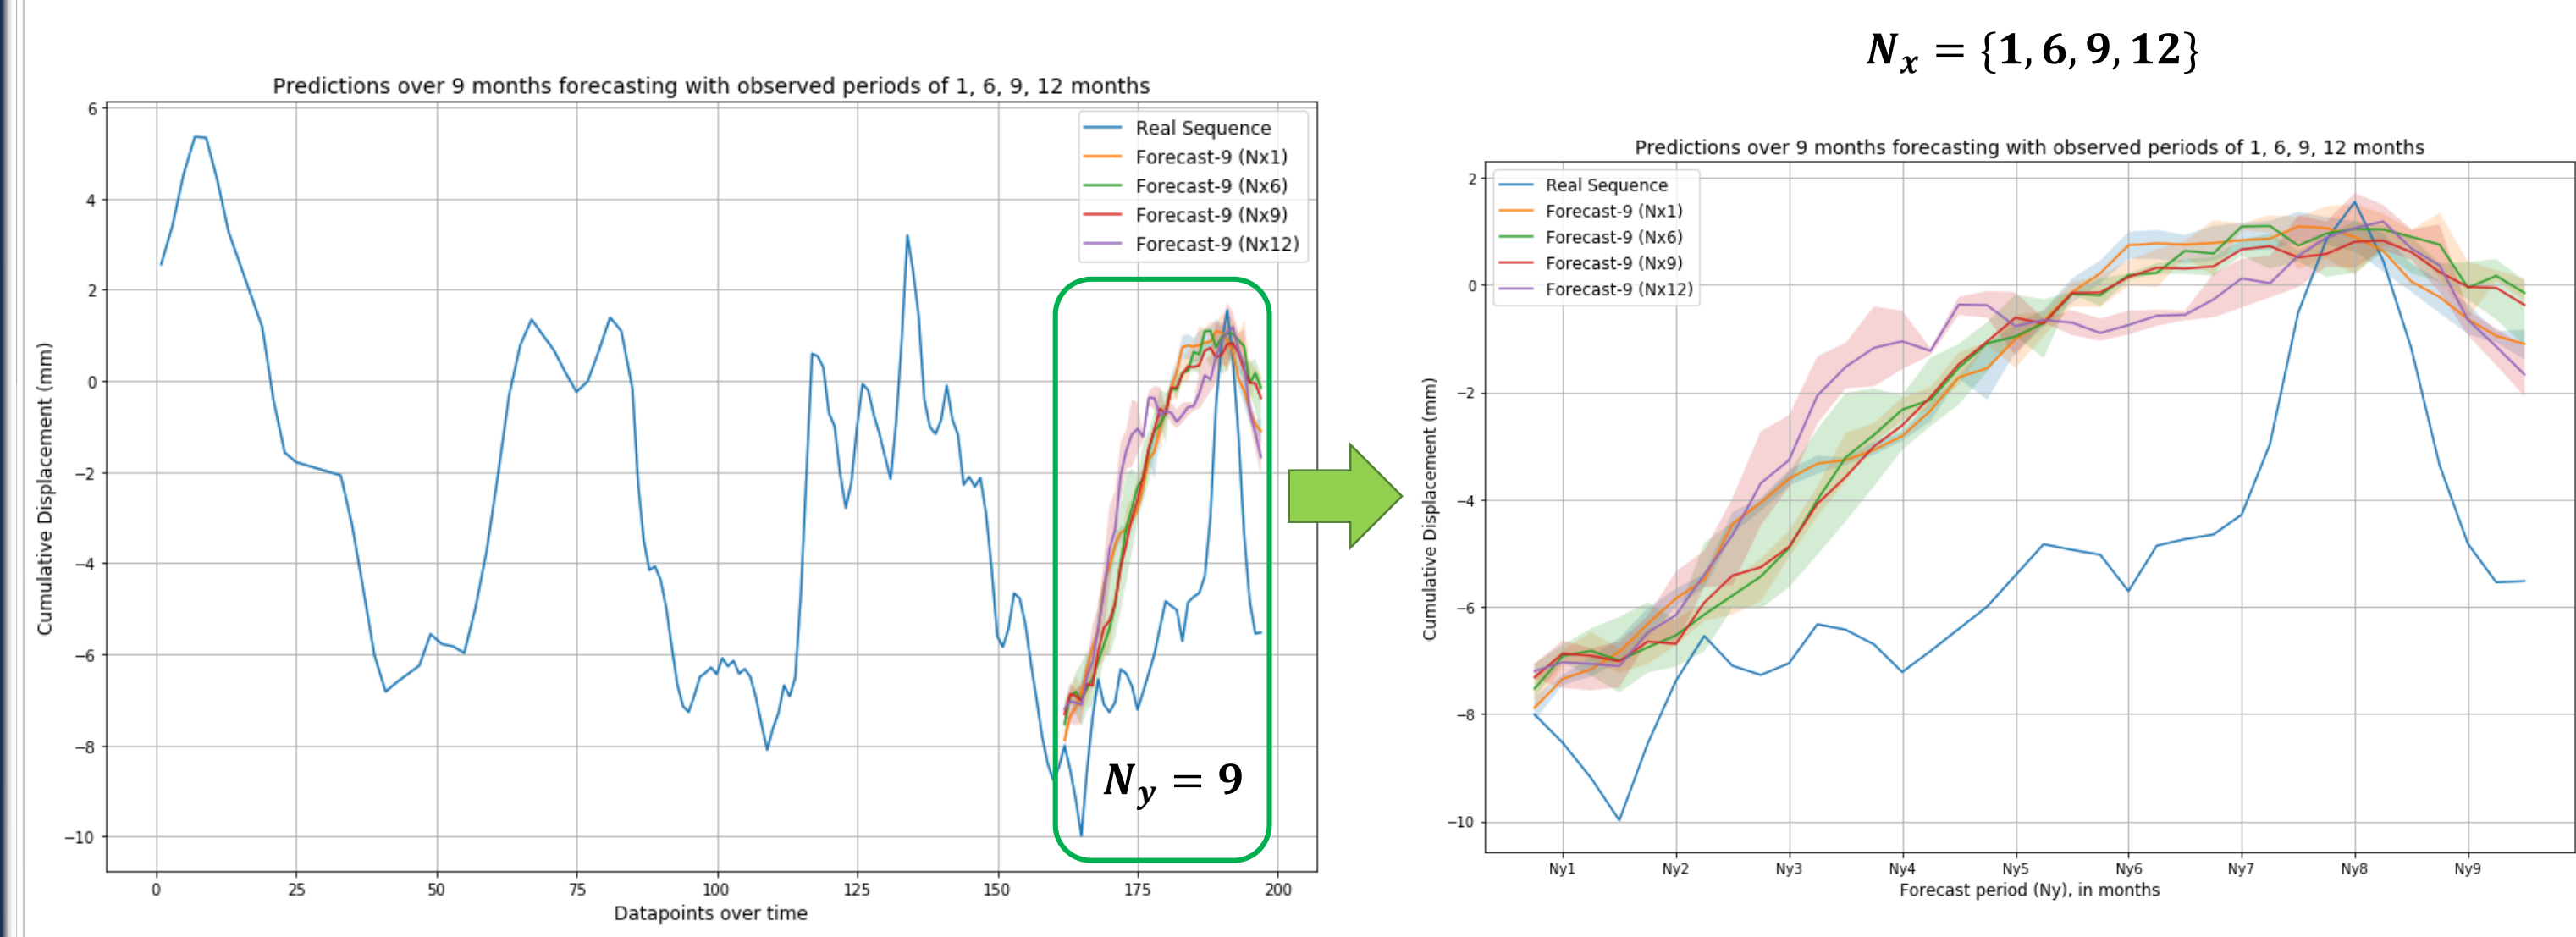 Nx = {1, 6, 9, 12}
Predictions over 9 months forecasting with observed periods of 1, 6, 9, 12 months
6
4
2
0
−2
−4
−6
−8
−10
Cumulative Displacement (mm)
Real Sequence
Forecast-9 (Nx1)
Forecast-9 (Nx6)
Forecast-9 (Nx9)
Forecast-9 (Nx12)
Ny = 9
0 25 50 75 100 125 150 175 200
Datapoints over time
Predictions over 9 months forecasting with observed periods of 1, 6, 9, 12 months
2
0
−2
−4
−6
−8
−10
Cumulative Displacement (mm)
Real Sequence
Forecast-9 (Nx1)
Forecast-9 (Nx6)
Forecast-9 (Nx9)
Forecast-9 (Nx12)
Ny1 Ny2 Ny3 Ny4 Ny5 Ny6 Ny7 Ny8 Ny9
Forecast period (Ny), in months